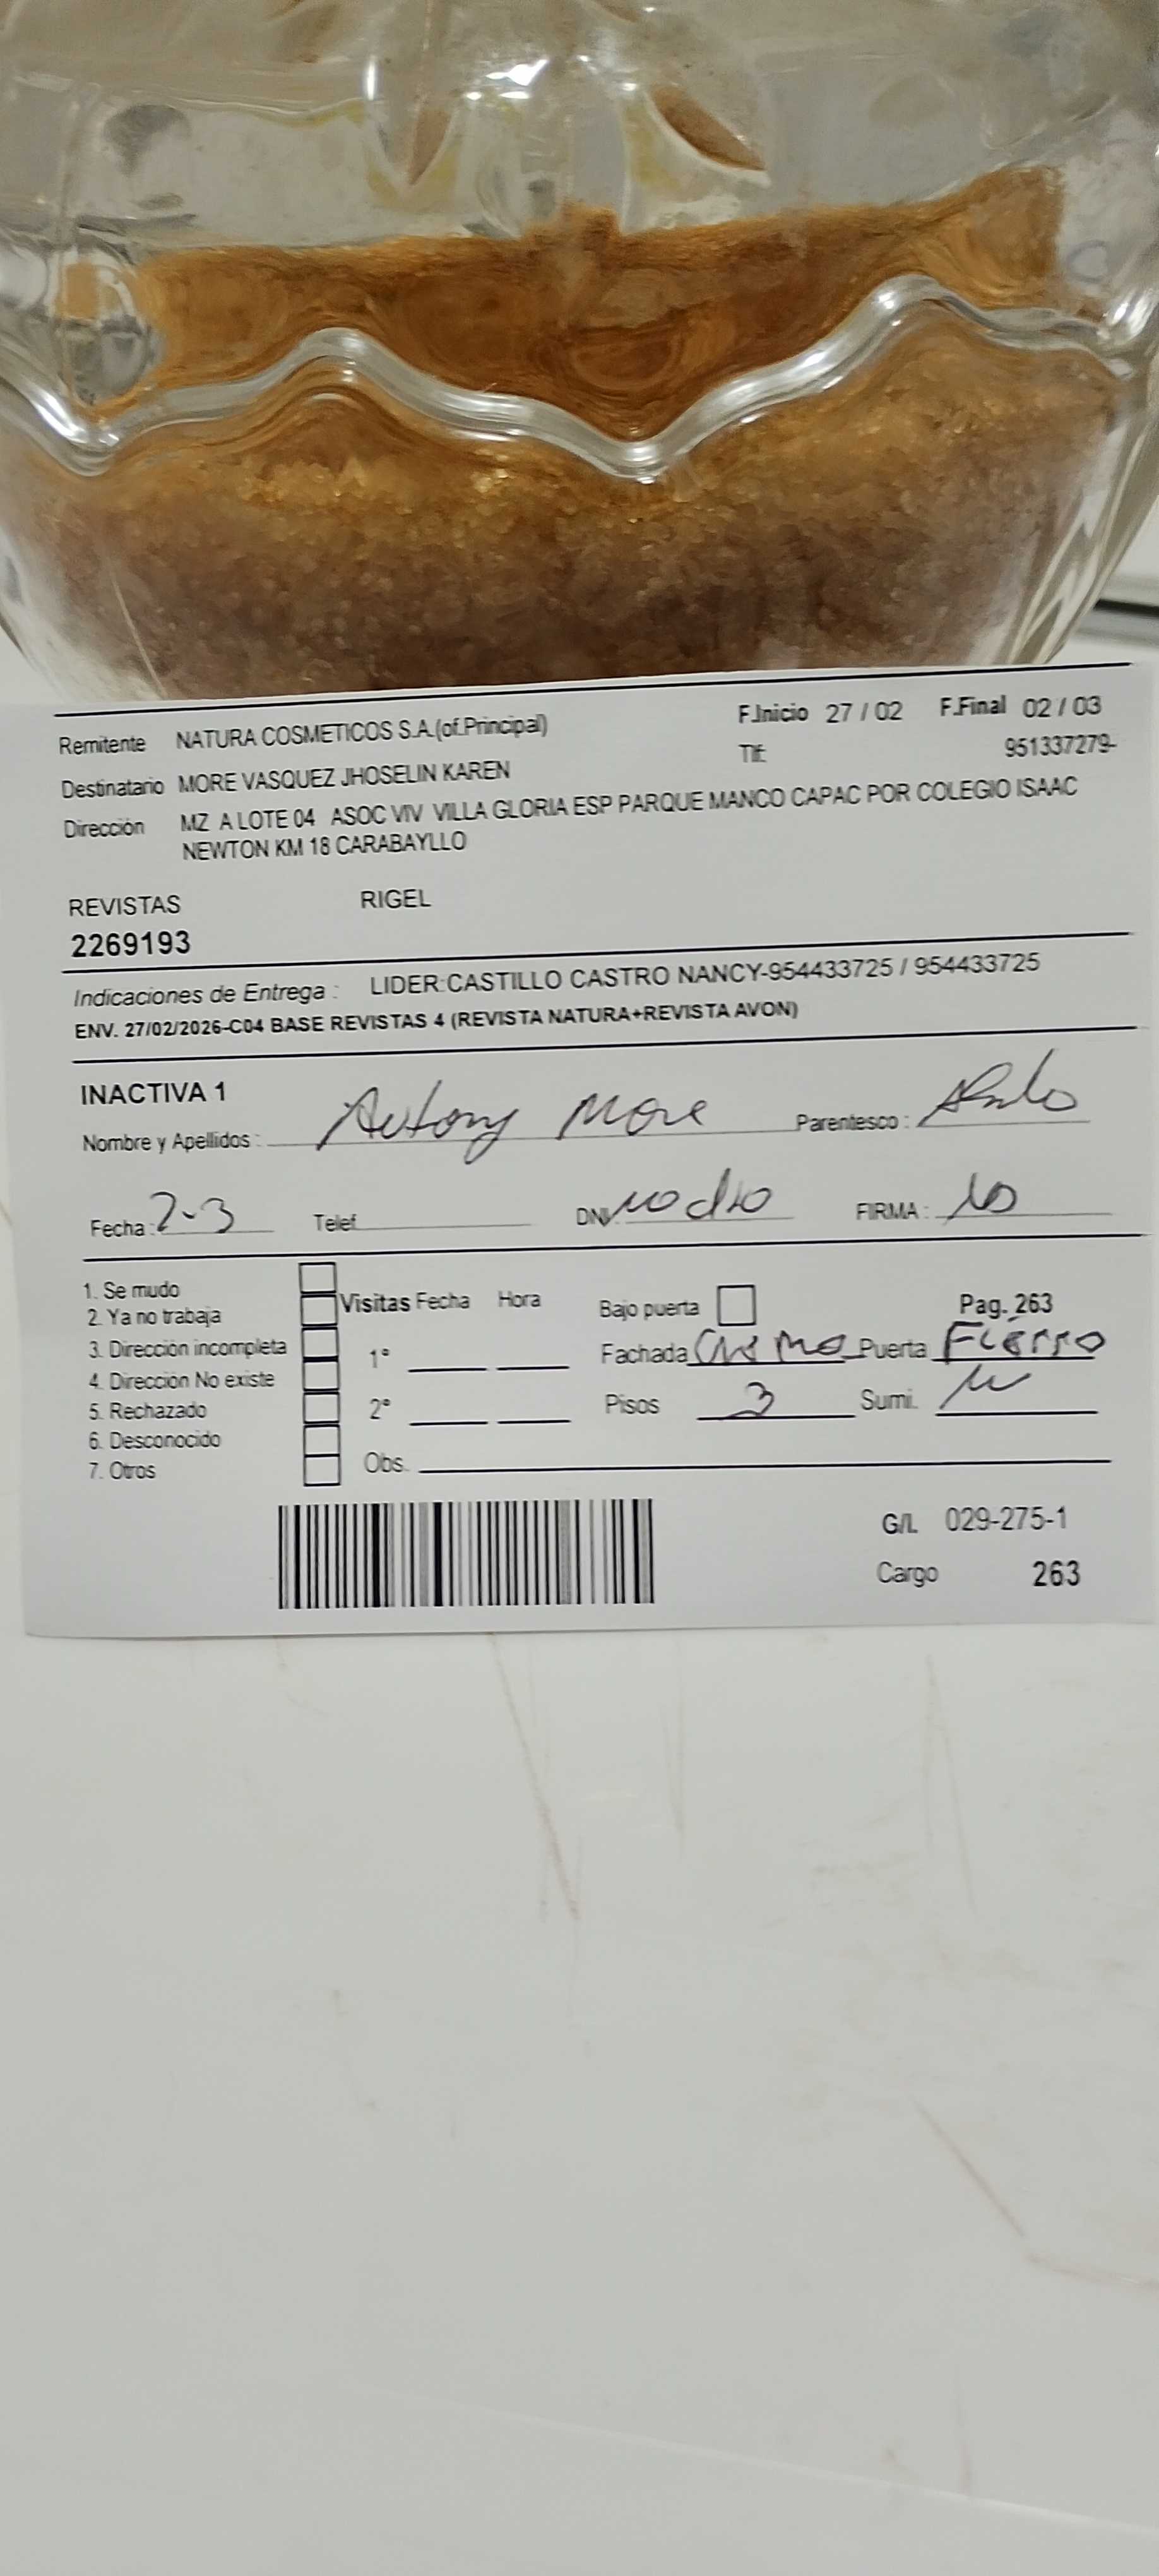 Remitente NATURA COSMETICOS S.A.(of.Principal) F.Inicio 27 / 02 F.Final 02 / 03
Destinatario MORE VASQUEZ JHOSELIN KAREN Tlf: 951337279-
Dirección MZ A LOTE 04 ASOC VIV VILLA GLORIA ESP PARQUE MANCO CAPAC POR COLEGIO ISAAC
NEWTON KM 18 CARABAYLLO
REVISTAS RIGEL
2269193
Indicaciones de Entrega : LIDER:CASTILLO CASTRO NANCY-954433725 / 954433725
ENV. 27/02/2026-C04 BASE REVISTAS 4 (REVISTA NATURA+REVISTA AVON)
INACTIVA 1
Nombre y Apellidos : Antony More Parentesco :
Fecha : 2-3 Telef. DNI: no dio FIRMA :
1. Se mudo
2. Ya no trabaja Visitas Fecha Hora Bajo puerta Pag. 263
3. Dirección incompleta 1° Fachada Puerta Fierro
4. Dirección No existe
5. Rechazado 2° Pisos 3 Sumi.
6. Desconocido
7. Otros Obs.
G/L 029-275-1
Cargo 263